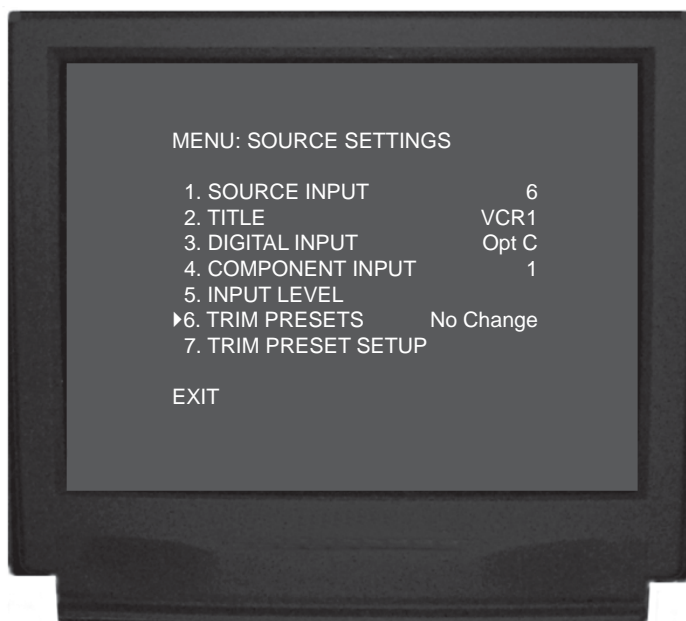 MENU: SOURCE SETTINGS
1. SOURCE INPUT 6
2. TITLE VCR1
3. DIGITAL INPUT Opt C
4. COMPONENT INPUT 1
5. INPUT LEVEL
6. TRIM PRESETS No Change
7. TRIM PRESET SETUP
EXIT